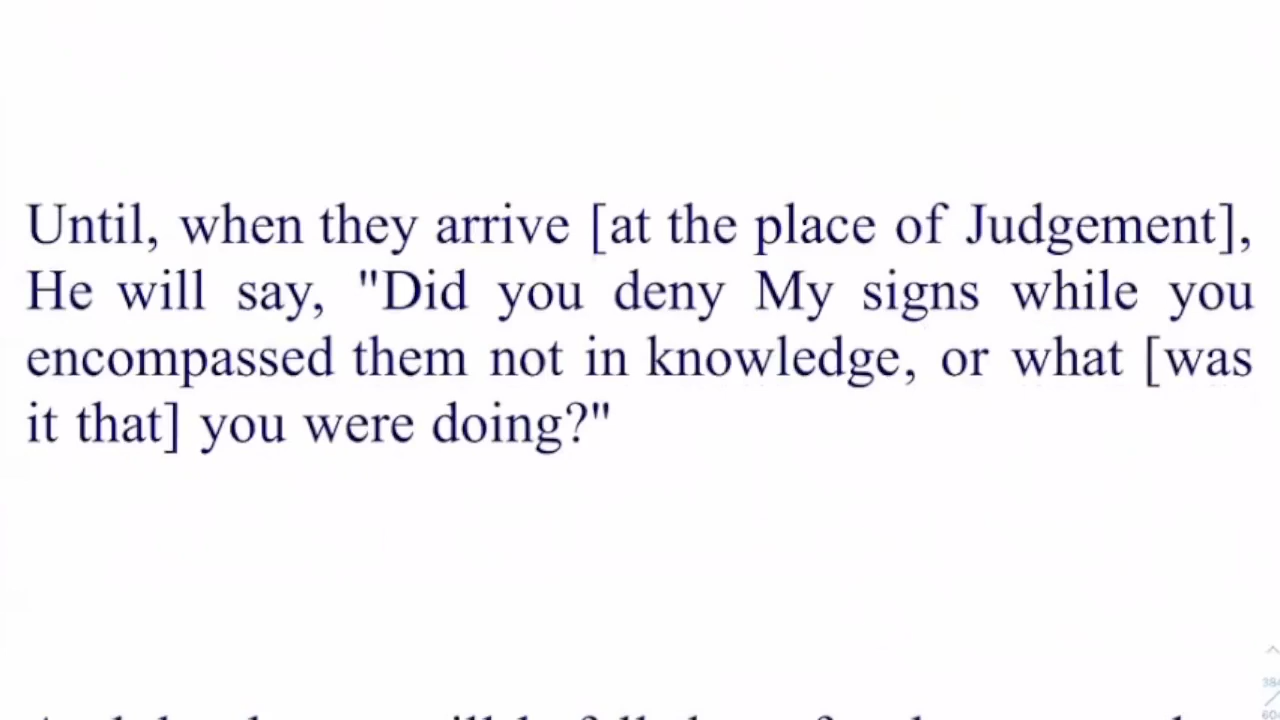 Until, when they arrive [at the place of Judgement],
He will say, "Did you deny My signs while you
encompassed them not in knowledge, or what [was
it that] you were doing?"